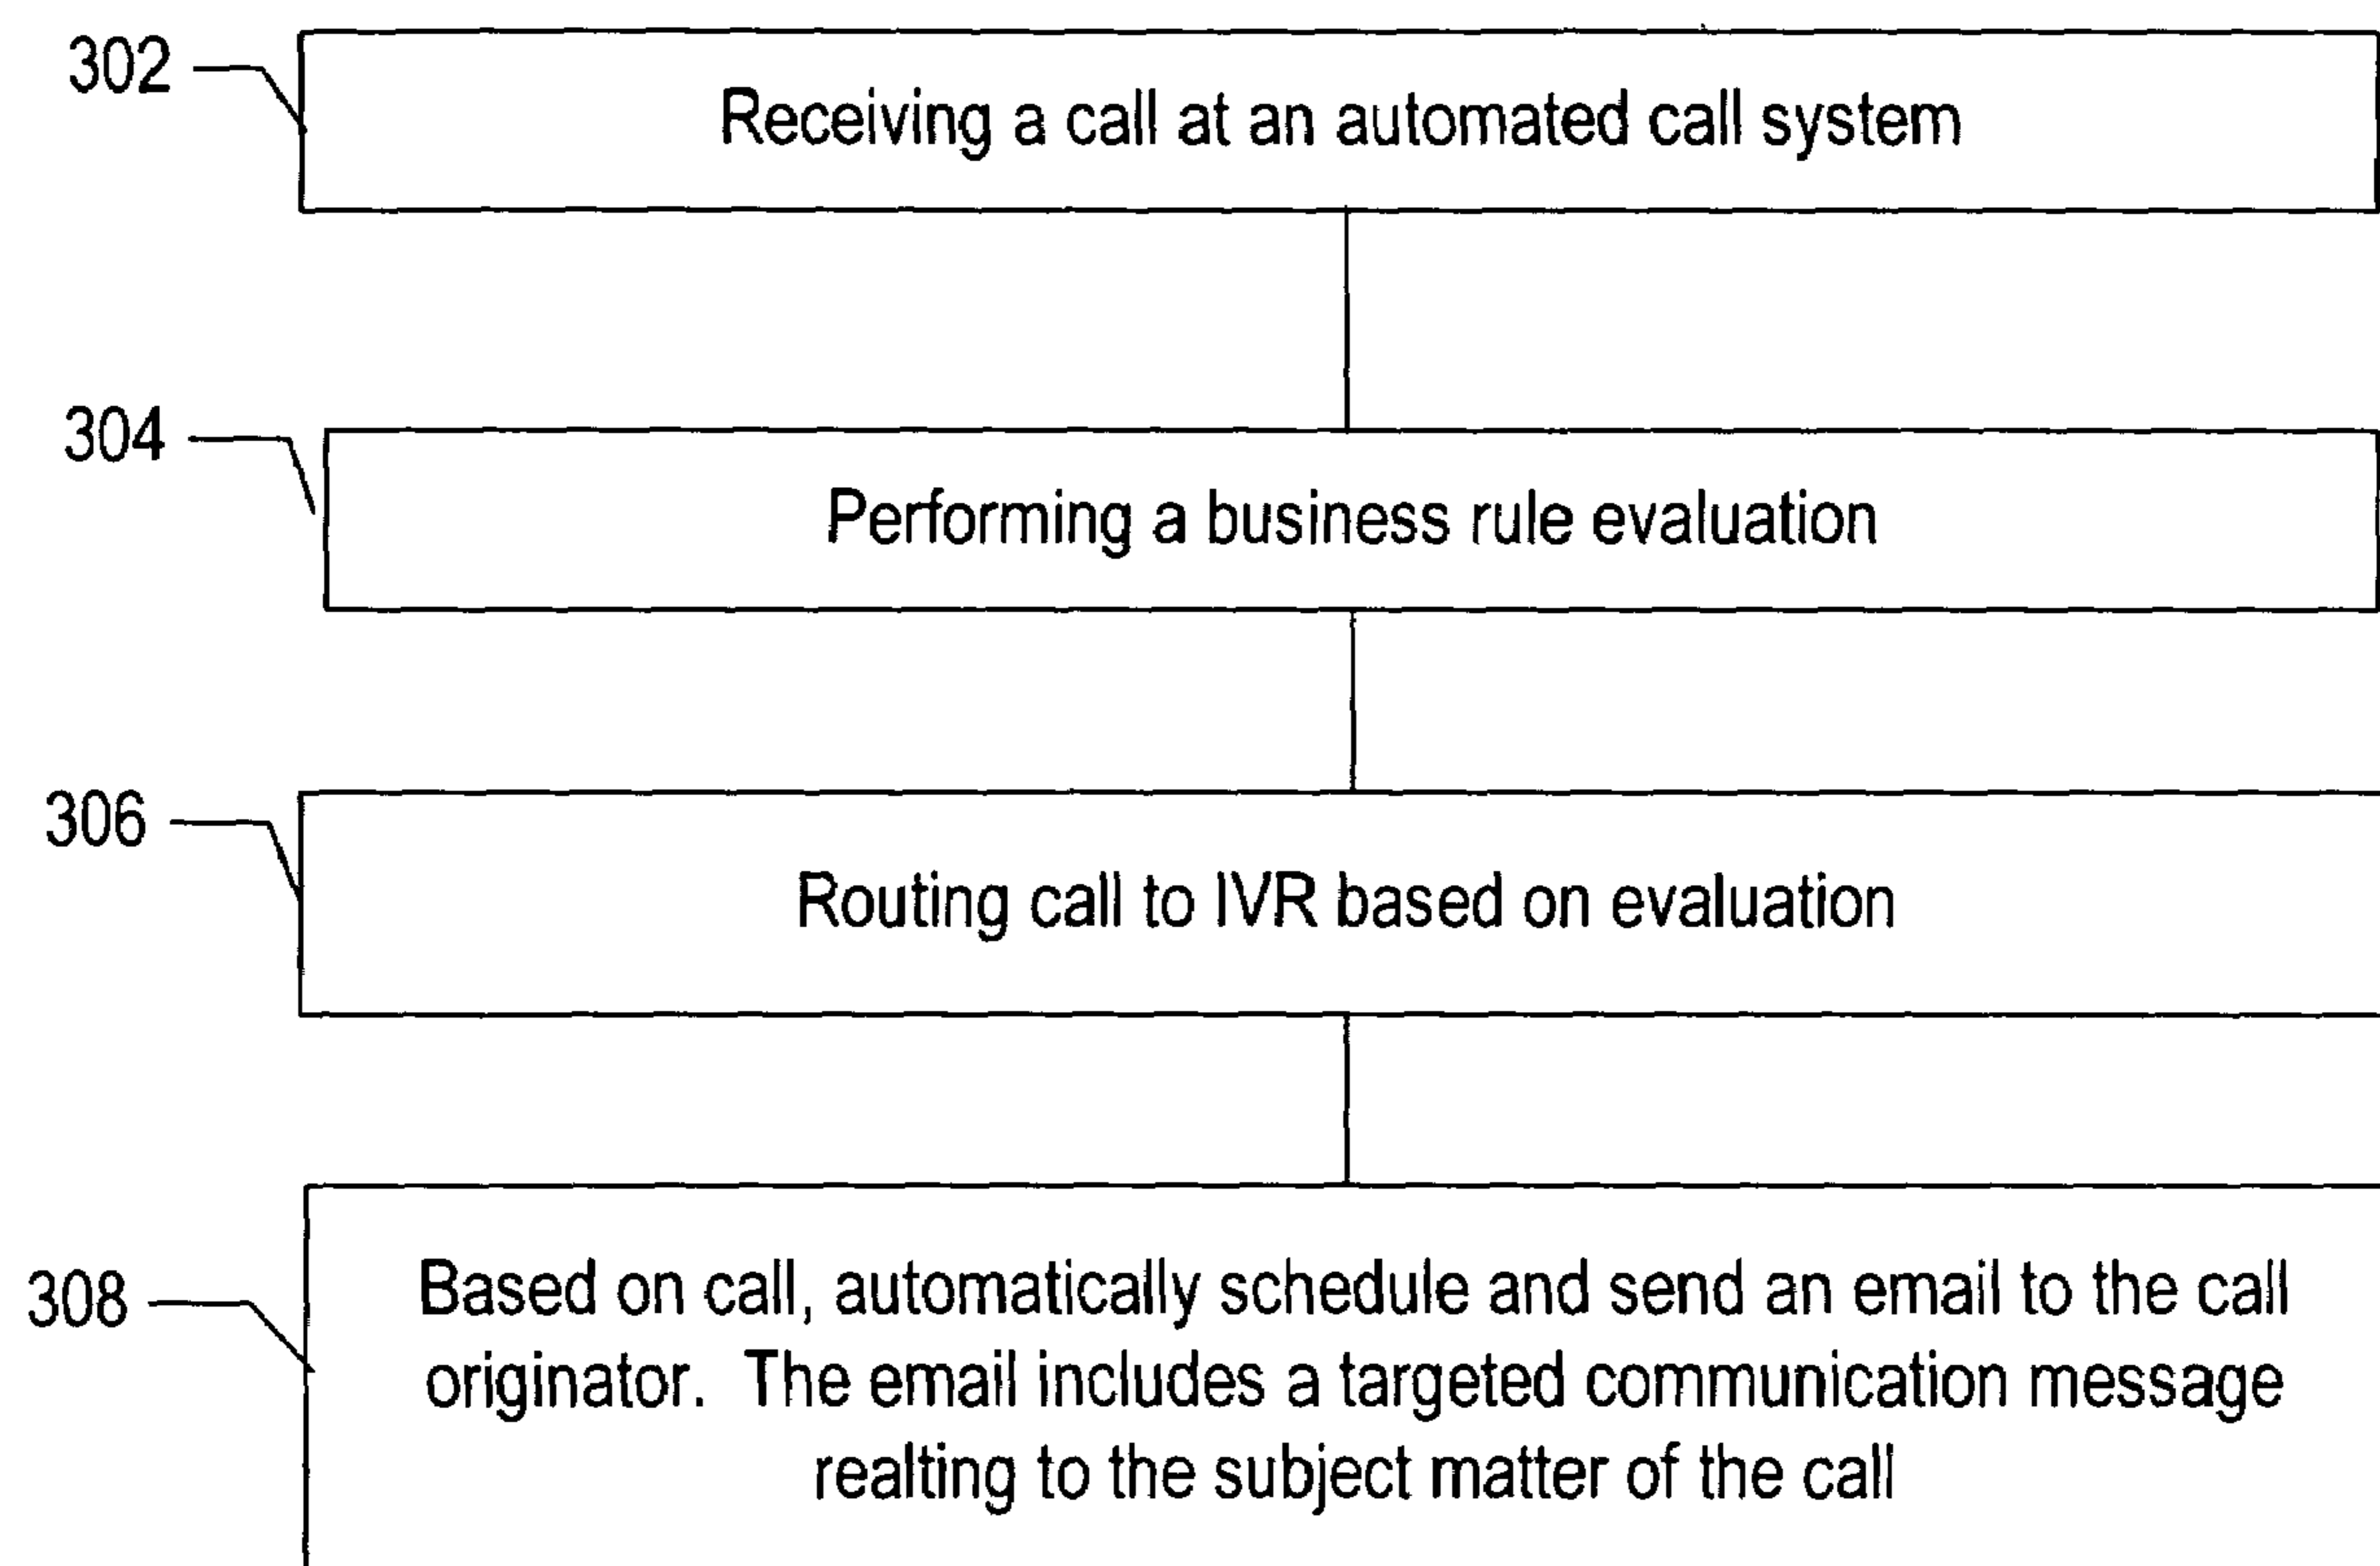 302
Receiving a call at an automated call system
304
Performing a business rule evaluation
306
Routing call to IVR based on evaluation
308
Based on call, automatically schedule and send an email to the call
originator. The email includes a targeted communication message
realting to the subject matter of the call